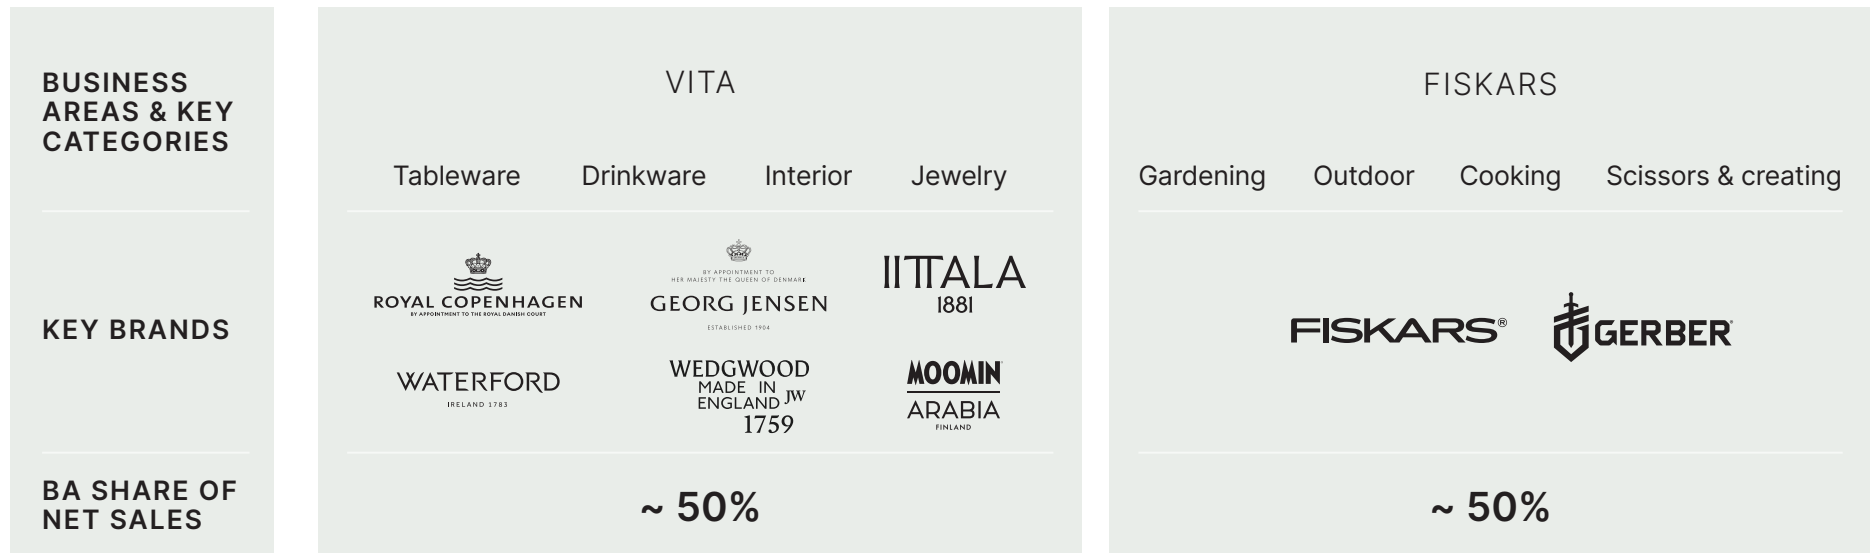 BUSINESS
AREAS & KEY
CATEGORIES
VITA
Tableware Drinkware Interior Jewelry
FISKARS
Gardening Outdoor Cooking Scissors & creating
KEY BRANDS
ROYAL COPENHAGEN
BY APPOINTMENT TO THE ROYAL DANISH COURT
BY APPOINTMENT TO
HER MAJESTY THE QUEEN OF DENMARK
GEORG JENSEN
ESTABLISHED 1904
IITTALA
1881
WATERFORD
IRELAND 1783
WEDGWOOD
MADE IN
ENGLAND JW
1759
MOOMIN
ARABIA
FINLAND
FISKARS®
GERBER
BA SHARE OF
NET SALES
~ 50%
~ 50%